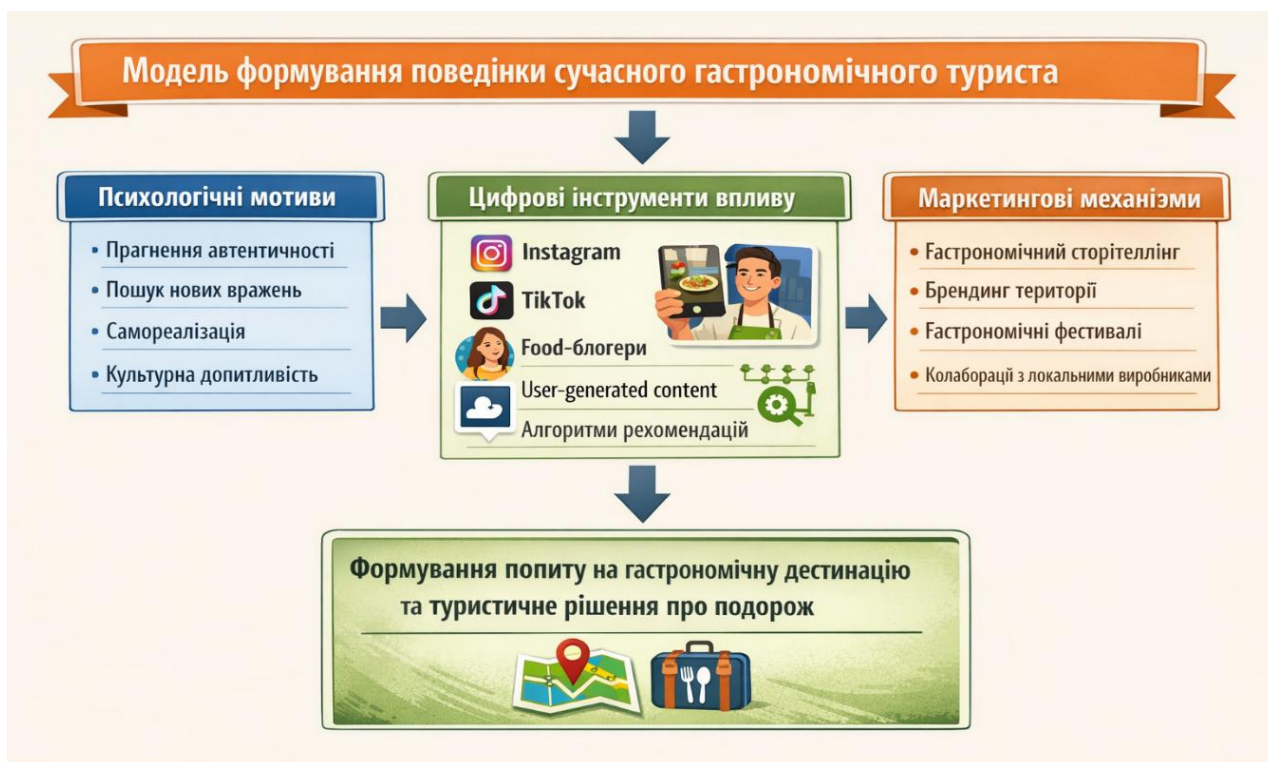 Модель формування поведінки сучасного гастрономічного туриста
Психологічні мотиви
• Прагнення автентичності
• Пошук нових вражень
• Самореалізація
• Культурна допитливість
Цифрові інструменти впливу
Instagram
TikTok
Food-блогери
User-generated content
Алгоритми рекомендацій
Маркетингові механізми
• Гастрономічний сторітеллінг
• Брендинг території
• Гастрономічні фестивалі
• Колаборації з локальними виробниками
Формування попиту на гастрономічну дестинацію
та туристичне рішення про подорож